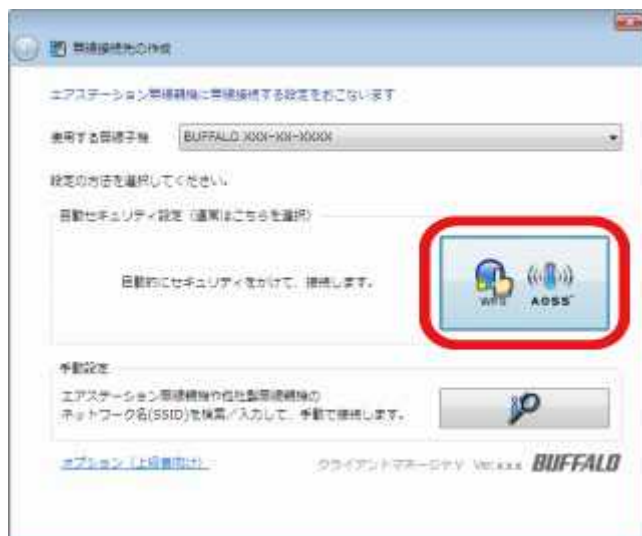 無線接続先の作成
エアステーション無線親機に無線接続する設定をおこないます
使用する無線子機 BUFFALO XXX-XX-XXXX
設定の方法を選択してください。
自動セキュリティ設定（通常はこちらを選択）
自動的にセキュリティをかけて、接続します。
WPS AOSS™
手動設定
エアステーション無線親機や他社製無線親機の
ネットワーク名(SSID)を検索／入力して、手動で接続します。
オプション（上級者向け）
クライアントマネージャV Ver.x.x.x BUFFALO